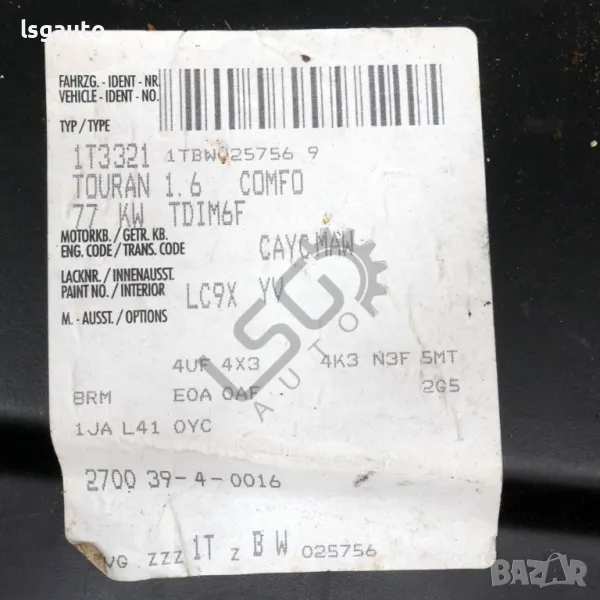 lsgauto
FAHRZG. - IDENT - NR.
VEHICLE - IDENT - NO.
TYP / TYPE
1T3321 1TBW025756 9
TOURAN 1.6 COMFO
77 KW TDIM6F
MOTORKB. / GETR. KB.
ENG. CODE / TRANS. CODE
CAYC MAW
LACKNR. / INNENAUSST.
PAINT NO. / INTERIOR
LC9X YV
M. - AUSST. / OPTIONS
LSG
AUTO
4UF 4X3 4K3 N3F 5MT
8RM E0A 0AF 2G5
1JA L41 0YC
2700 39-4-0016
WVG ZZZ 1T Z B W 025756
BAZAR